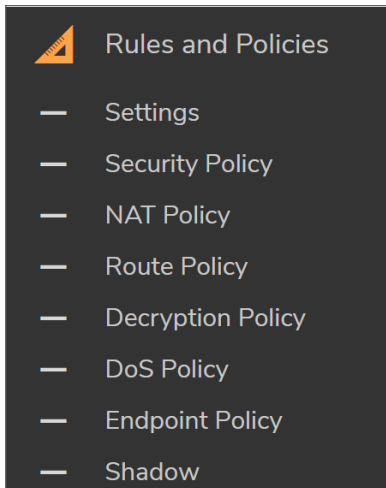 Rules and Policies
Settings
Security Policy
NAT Policy
Route Policy
Decryption Policy
DoS Policy
Endpoint Policy
Shadow